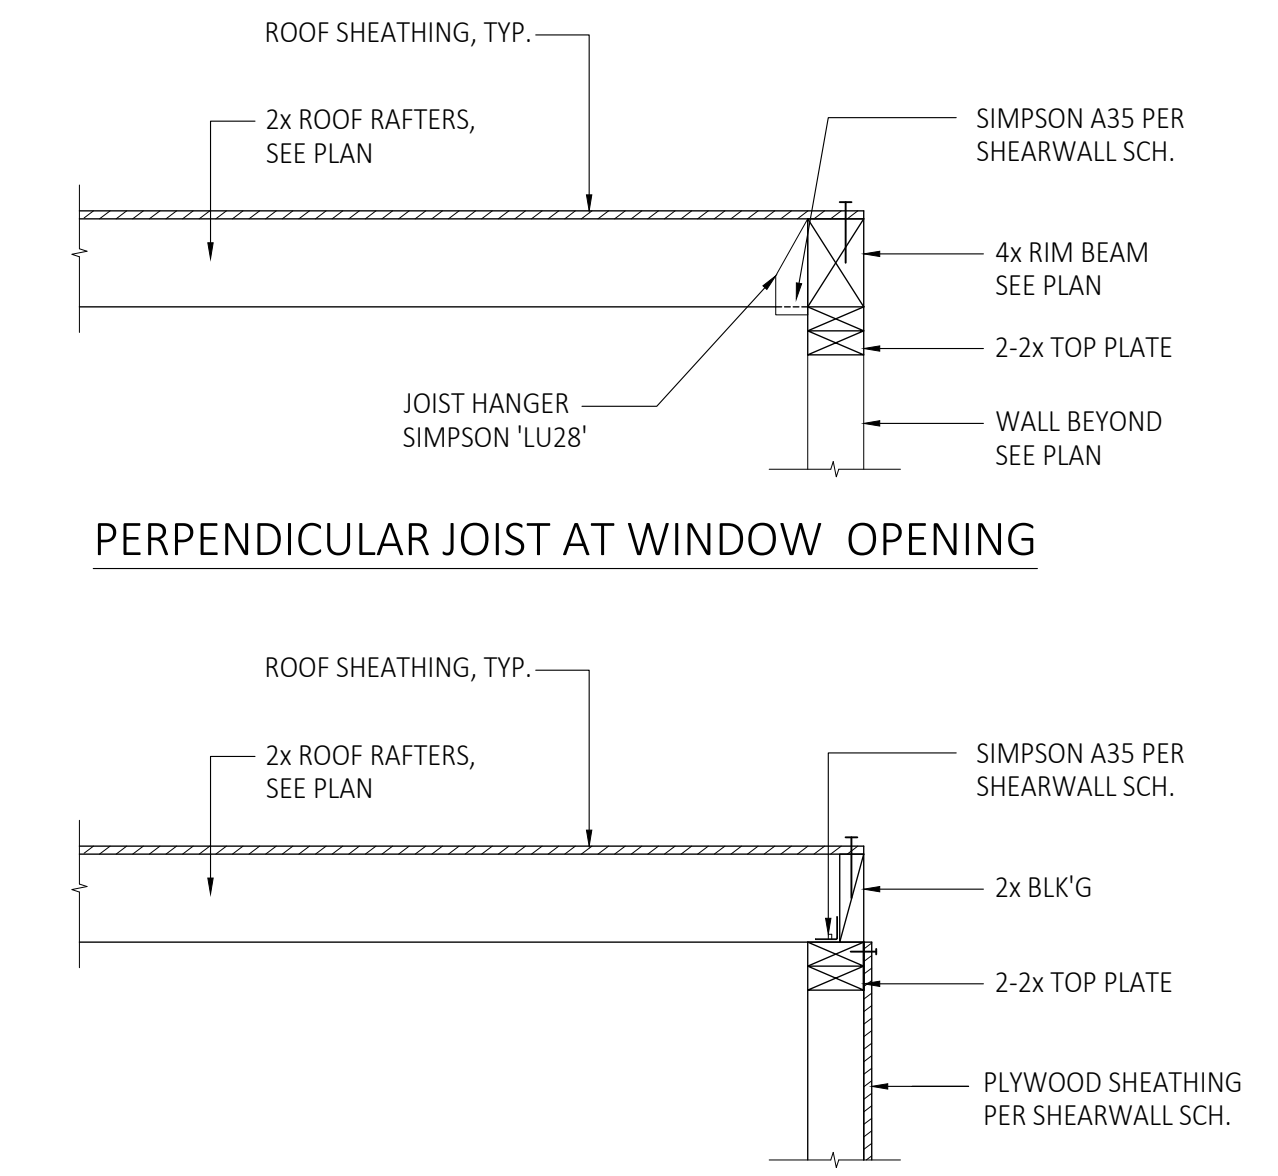 ROOF SHEATHING, TYP.
2x ROOF RAFTERS,
SEE PLAN
SIMPSON A35 PER
SHEARWALL SCH.
4x RIM BEAM
SEE PLAN
2-2x TOP PLATE
JOIST HANGER
SIMPSON 'LU28'
WALL BEYOND
SEE PLAN
PERPENDICULAR JOIST AT WINDOW OPENING
ROOF SHEATHING, TYP.
2x ROOF RAFTERS,
SEE PLAN
SIMPSON A35 PER
SHEARWALL SCH.
2x BLK'G
2-2x TOP PLATE
PLYWOOD SHEATHING
PER SHEARWALL SCH.